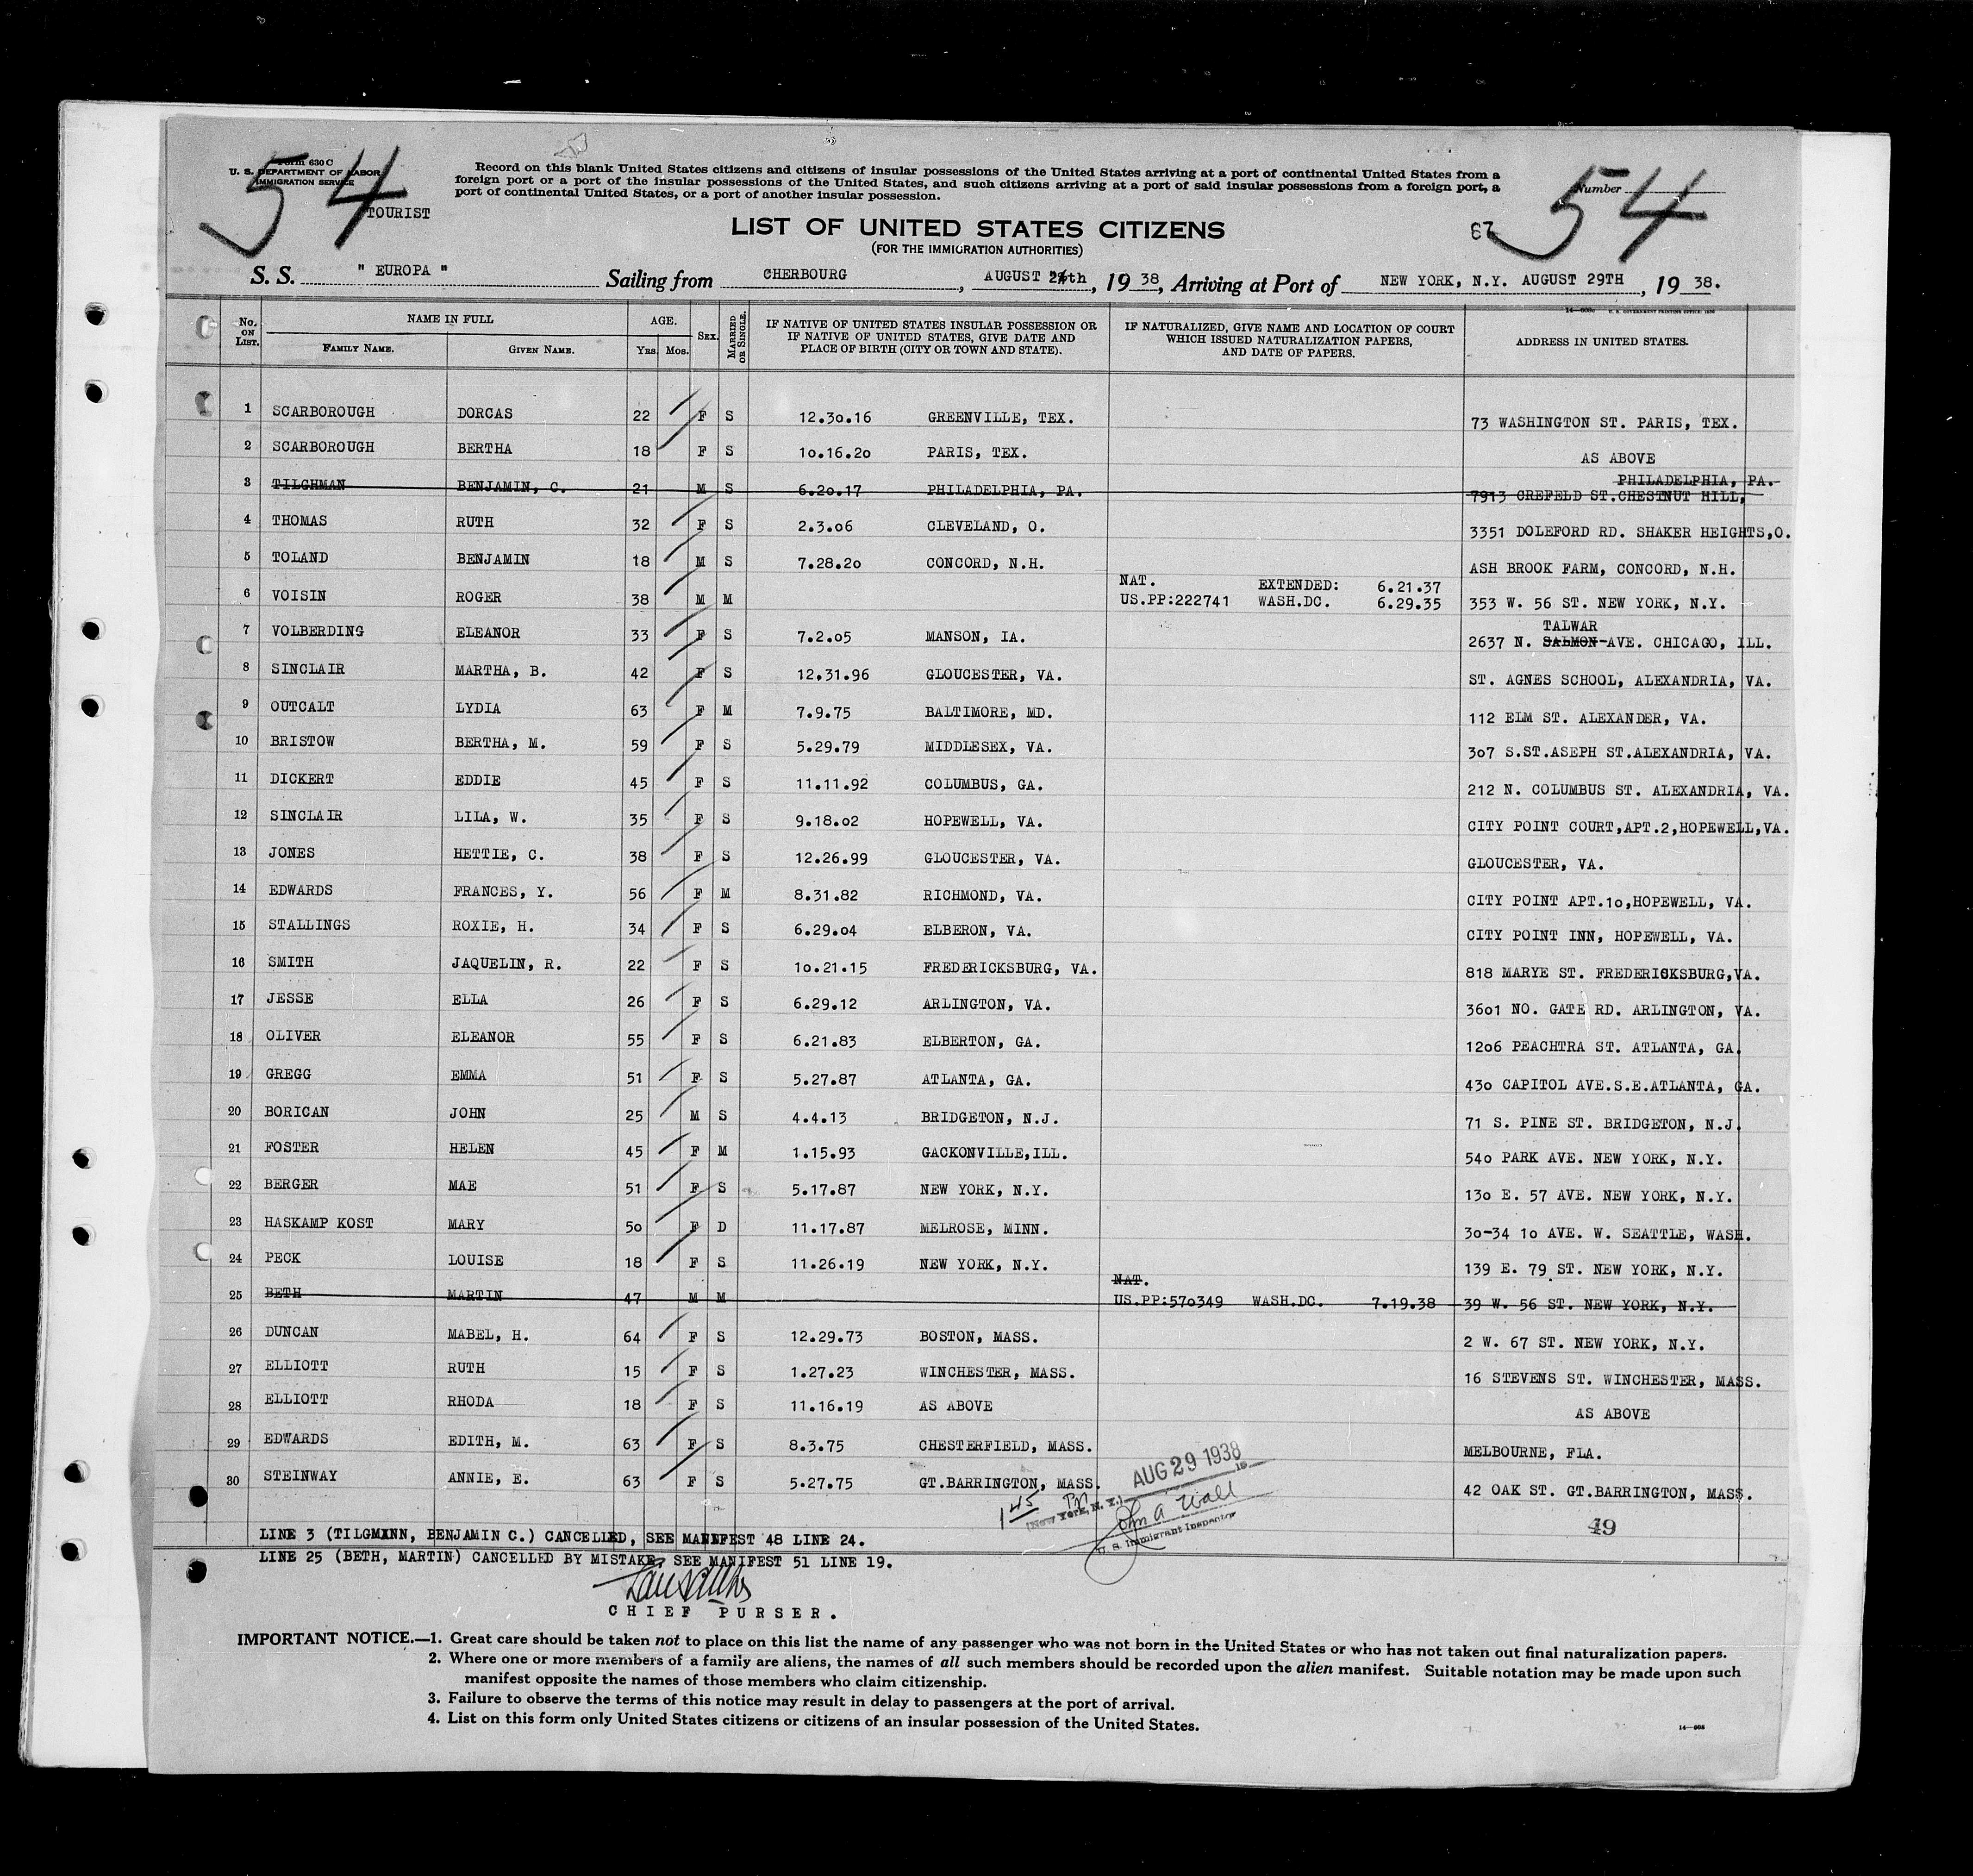 54
Form 630 C
U. S. DEPARTMENT OF LABOR
IMMIGRATION SERVICE
TOURIST
Record on this blank United States citizens and citizens of insular possessions of the United States arriving at a port of continental United States from a
foreign port or a port of the insular possessions of the United States, and such citizens arriving at a port of said insular possessions from a foreign port, a
port of continental United States, or a port of another insular possession.
Number
54
LIST OF UNITED STATES CITIZENS
(FOR THE IMMIGRATION AUTHORITIES)
67
S. S. " EUROPA " Sailing from CHERBOURG, AUGUST 24th, 19 38, Arriving at Port of NEW YORK, N.Y. AUGUST 29TH, 19 38.
No. ON LIST. NAME IN FULL FAMILY NAME. GIVEN NAME. AGE. Yrs. Mos. SEX. MARRIED OR SINGLE. IF NATIVE OF UNITED STATES INSULAR POSSESSION OR IF NATIVE OF UNITED STATES, GIVE DATE AND PLACE OF BIRTH (CITY OR TOWN AND STATE). IF NATURALIZED, GIVE NAME AND LOCATION OF COURT WHICH ISSUED NATURALIZATION PAPERS, AND DATE OF PAPERS. ADDRESS IN UNITED STATES.
1 SCARBOROUGH DORCAS 22 F S 12.30.16 GREENVILLE, TEX. 73 WASHINGTON ST. PARIS, TEX.
2 SCARBOROUGH BERTHA 18 F S 10.16.20 PARIS, TEX. AS ABOVE
3 TILGHMAN BENJAMIN, C. 21 M S 6.20.17 PHILADELPHIA, PA. 7913 CREFELD ST.CHESTNUT HILL, PHILADELPHIA, PA.
4 THOMAS RUTH 32 F S 2.3.06 CLEVELAND, O. 3351 DOLEFORD RD. SHAKER HEIGHTS,O.
5 TOLAND BENJAMIN 18 M S 7.28.20 CONCORD, N.H. ASH BROOK FARM, CONCORD, N.H.
NAT. EXTENDED: 6.21.37
6 VOISIN ROGER 38 M M US.PP:222741 WASH.DC. 6.29.35 353 W. 56 ST. NEW YORK, N.Y.
TALWAR
7 VOLBERDING ELEANOR 33 F S 7.2.05 MANSON, IA. 2637 N. SALMON AVE. CHICAGO, ILL.
8 SINCLAIR MARTHA, B. 42 F S 12.31.96 GLOUCESTER, VA. ST. AGNES SCHOOL, ALEXANDRIA, VA.
9 OUTCALT LYDIA 63 F M 7.9.75 BALTIMORE, MD. 112 ELM ST. ALEXANDER, VA.
10 BRISTOW BERTHA, M. 59 F S 5.29.79 MIDDLESEX, VA. 307 S.ST.ASEPH ST.ALEXANDRIA, VA.
11 DICKERT EDDIE 45 F S 11.11.92 COLUMBUS, GA. 212 N. COLUMBUS ST. ALEXANDRIA, VA.
12 SINCLAIR LILA, W. 35 F S 9.18.02 HOPEWELL, VA. CITY POINT COURT,APT.2,HOPEWELL,VA.
13 JONES HETTIE, C. 38 F S 12.26.99 GLOUCESTER, VA. GLOUCESTER, VA.
14 EDWARDS FRANCES, Y. 56 F M 8.31.82 RICHMOND, VA. CITY POINT APT.10,HOPEWELL, VA.
15 STALLINGS ROXIE, H. 34 F S 6.29.04 ELBERON, VA. CITY POINT INN, HOPEWELL, VA.
16 SMITH JAQUELIN, R. 22 F S 10.21.15 FREDERICKSBURG, VA. 818 MARYE ST. FREDERICKSBURG,VA.
17 JESSE ELLA 26 F S 6.29.12 ARLINGTON, VA. 3601 NO. GATE RD. ARLINGTON, VA.
18 OLIVER ELEANOR 55 F S 6.21.83 ELBERTON, GA. 1206 PEACHTRA ST. ATLANTA, GA.
19 GREGG EMMA 51 F S 5.27.87 ATLANTA, GA. 430 CAPITOL AVE.S.E.ATLANTA, GA.
20 BORICAN JOHN 25 M S 4.4.13 BRIDGETON, N.J. 71 S. PINE ST. BRIDGETON, N.J.
21 FOSTER HELEN 45 F M 1.15.93 GACKONVILLE,ILL. 540 PARK AVE. NEW YORK, N.Y.
22 BERGER MAE 51 F S 5.17.87 NEW YORK, N.Y. 130 E. 57 AVE. NEW YORK, N.Y.
23 HASKAMP KOST MARY 50 F D 11.17.87 MELROSE, MINN. 30-34 10 AVE. W. SEATTLE, WASH.
24 PECK LOUISE 18 F S 11.26.19 NEW YORK, N.Y. 139 E. 79 ST. NEW YORK, N.Y.
NAT.
25 BETH MARTIN 47 M M US.PP:570349 WASH.DC. 7.19.38 39 W. 56 ST. NEW YORK, N.Y.
26 DUNCAN MABEL, H. 64 F S 12.29.73 BOSTON, MASS. 2 W. 67 ST. NEW YORK, N.Y.
27 ELLIOTT RUTH 15 F S 1.27.23 WINCHESTER, MASS. 16 STEVENS ST. WINCHESTER, MASS.
28 ELLIOTT RHODA 18 F S 11.16.19 AS ABOVE AS ABOVE
29 EDWARDS EDITH, M. 63 F S 8.3.75 CHESTERFIELD, MASS. MELBOURNE, FLA.
30 STEINWAY ANNIE, E. 63 F S 5.27.75 GT.BARRINGTON, MASS. 42 OAK ST. GT.BARRINGTON, MASS.
AUG 29 1938
1 45 PM
(New York, N. Y.)
John A Wall
U. S. Immigrant Inspector
49
LINE 3 (TILGMANN, BENJAMIN C.) CANCELLED, SEE MANIFEST 48 LINE 24.
LINE 25 (BETH, MARTIN) CANCELLED BY MISTAKE, SEE MANIFEST 51 LINE 19.
CHIEF PURSER.
IMPORTANT NOTICE.—1. Great care should be taken not to place on this list the name of any passenger who was not born in the United States or who has not taken out final naturalization papers.
2. Where one or more members of a family are aliens, the names of all such members should be recorded upon the alien manifest. Suitable notation may be made upon such
manifest opposite the names of those members who claim citizenship.
3. Failure to observe the terms of this notice may result in delay to passengers at the port of arrival.
4. List on this form only United States citizens or citizens of an insular possession of the United States.